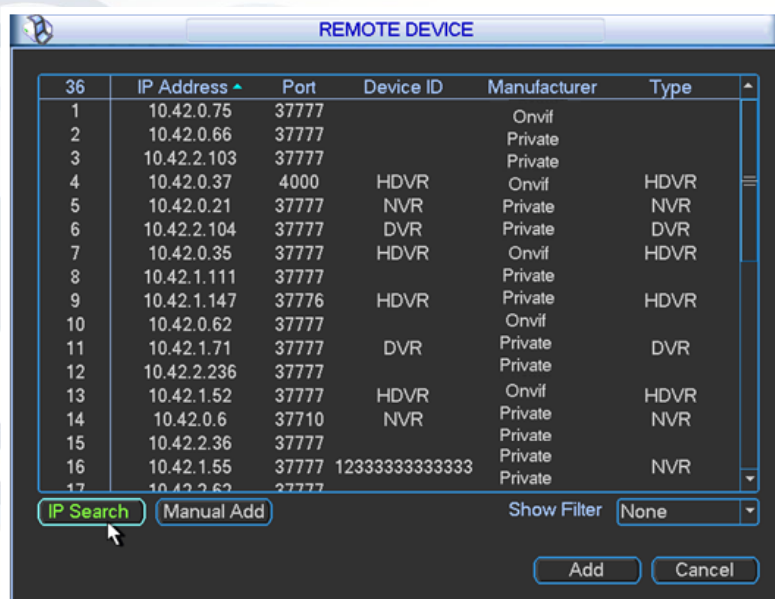 REMOTE DEVICE
36 IP Address Port Device ID Manufacturer Type
1 10.42.0.75 37777 Onvif
2 10.42.0.66 37777 Private
3 10.42.2.103 37777 Private
4 10.42.0.37 4000 HDVR Onvif HDVR
5 10.42.0.21 37777 NVR Private NVR
6 10.42.2.104 37777 DVR Private DVR
7 10.42.0.35 37777 HDVR Onvif HDVR
8 10.42.1.111 37777 Private
9 10.42.1.147 37776 HDVR Private HDVR
10 10.42.0.62 37777 Onvif
11 10.42.1.71 37777 DVR Private DVR
12 10.42.2.236 37777 Private
13 10.42.1.52 37777 HDVR Onvif HDVR
14 10.42.0.6 37710 NVR Private NVR
15 10.42.2.36 37777 Private
16 10.42.1.55 37777 12333333333333 Private NVR
17 10.42.2.62 37777 Private
IP Search Manual Add Show Filter None
Add Cancel